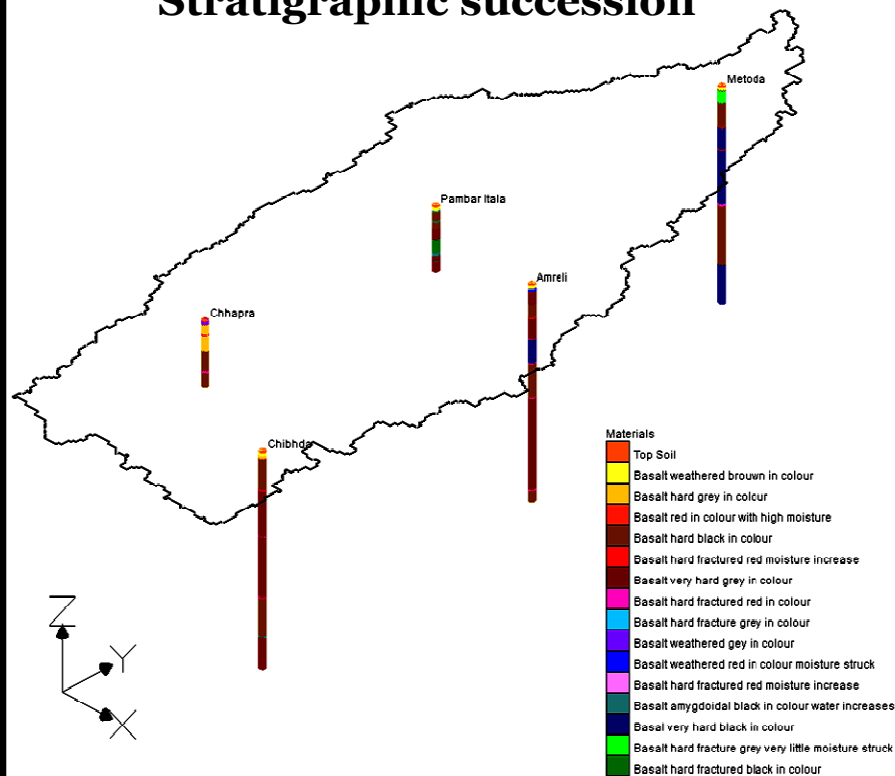 Stratigraphic succession
Metoda
Pambar Itala
Amreli
Chhapra
Chibhda
Materials
Top Soil
Basalt weathered brouwn in colour
Basalt hard grey in colour
Basalt red in colour with high moisture
Basalt hard black in colour
Basalt hard fractured red moisture increase
Basalt very hard grey in colour
Basalt hard fractured red in colour
Basalt hard fracture grey in colour
Basalt weathered gey in colour
Basalt weathered red in colour moisture struck
Basalt hard fractured red moisture increase
Basalt amygdoidal black in colour water increases
Basal very hard black in colour
Basalt hard fracture grey very little moisture struck
Basalt hard fractured black in colour
Z
Y
X